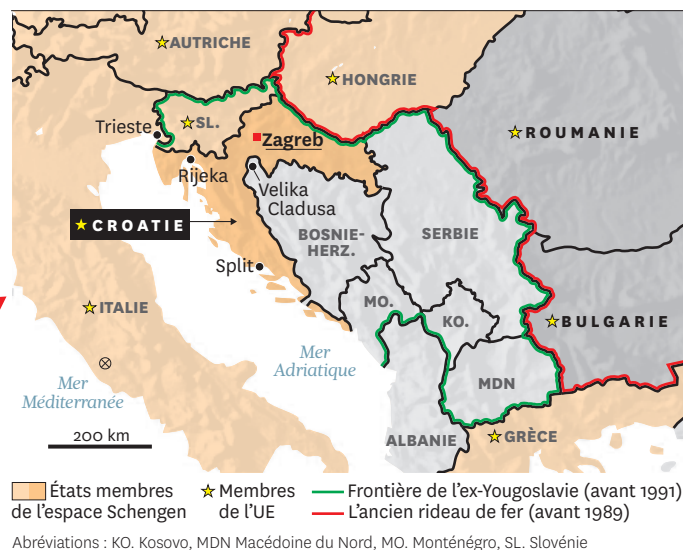 AUTRICHE
HONGRIE
SL.
Trieste
Zagreb
ROUMANIE
Rijeka
Velika
Cladusa
CROATIE
BOSNIE-
HERZ.
SERBIE
Split
MO.
KO.
ITALIE
BULGARIE
Mer
Adriatique
Mer
Méditerranée
MDN
200 km
ALBANIE
GRÈCE
États membres
de l'espace Schengen
Membres
de l'UE
Frontière de l'ex-Yougoslavie (avant 1991)
L'ancien rideau de fer (avant 1989)
Abréviations : KO. Kosovo, MDN Macédoine du Nord, MO. Monténégro, SL. Slovénie